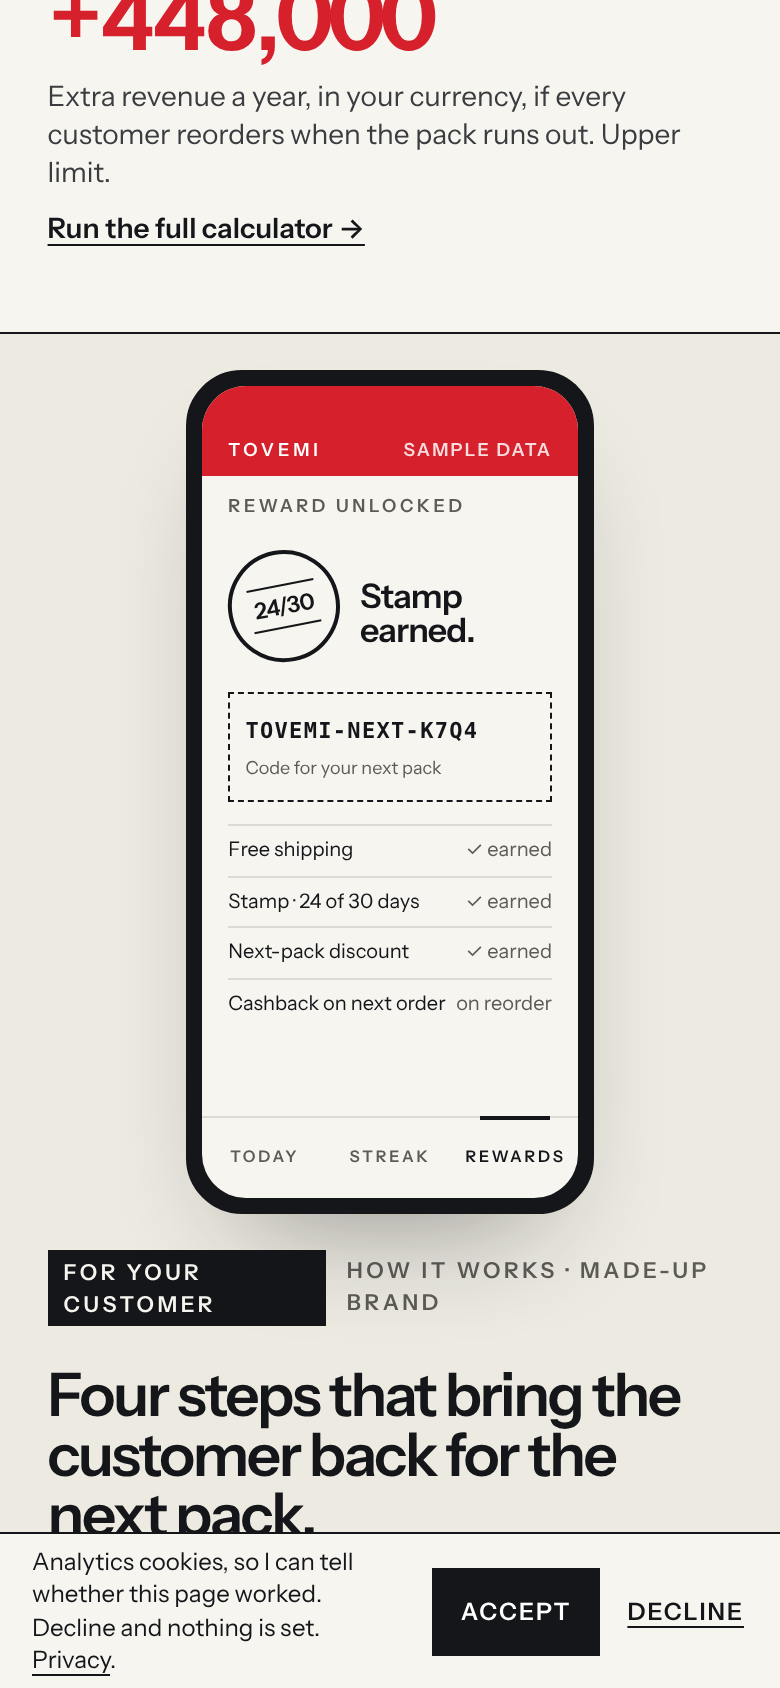 +448,000
Extra revenue a year, in your currency, if every
customer reorders when the pack runs out. Upper
limit.
Run the full calculator →
TOVEMI SAMPLE DATA
REWARD UNLOCKED
24/30
Stamp
earned.
TOVEMI-NEXT-K7Q4
Code for your next pack
Free shipping ✓ earned
Stamp · 24 of 30 days ✓ earned
Next-pack discount ✓ earned
Cashback on next order on reorder
TODAY STREAK REWARDS
FOR YOUR
CUSTOMER
HOW IT WORKS · MADE-UP
BRAND
Four steps that bring the
customer back for the
next pack.
Analytics cookies, so I can tell
whether this page worked.
Decline and nothing is set.
Privacy.
ACCEPT DECLINE